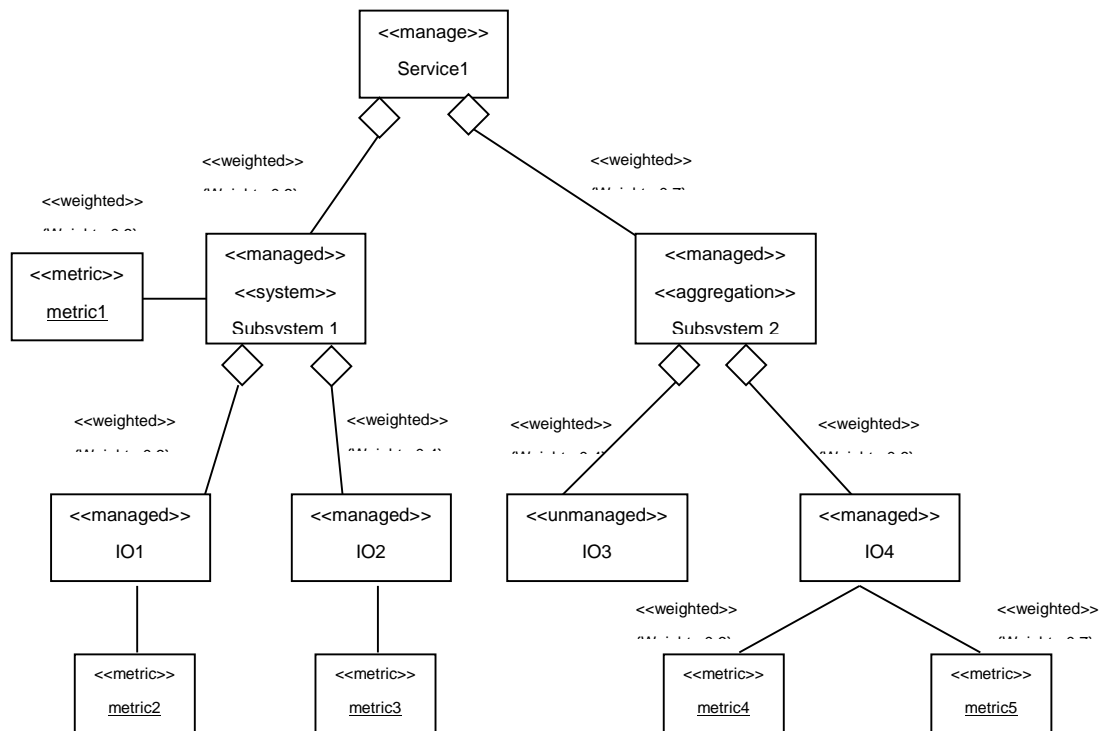 <<manage>>
Service1
<<weighted>>
<<weighted>>
<<weighted>>
<<managed>>
<<system>>
Subsystem 1
<<managed>>
<<aggregation>>
Subsystem 2
<<metric>>
metric1
<<weighted>>
<<weighted>>
<<weighted>>
<<weighted>>
<<managed>>
IO1
<<managed>>
IO2
<<unmanaged>>
IO3
<<managed>>
IO4
<<weighted>>
<<weighted>>
<<metric>>
metric2
<<metric>>
metric3
<<metric>>
metric4
<<metric>>
metric5